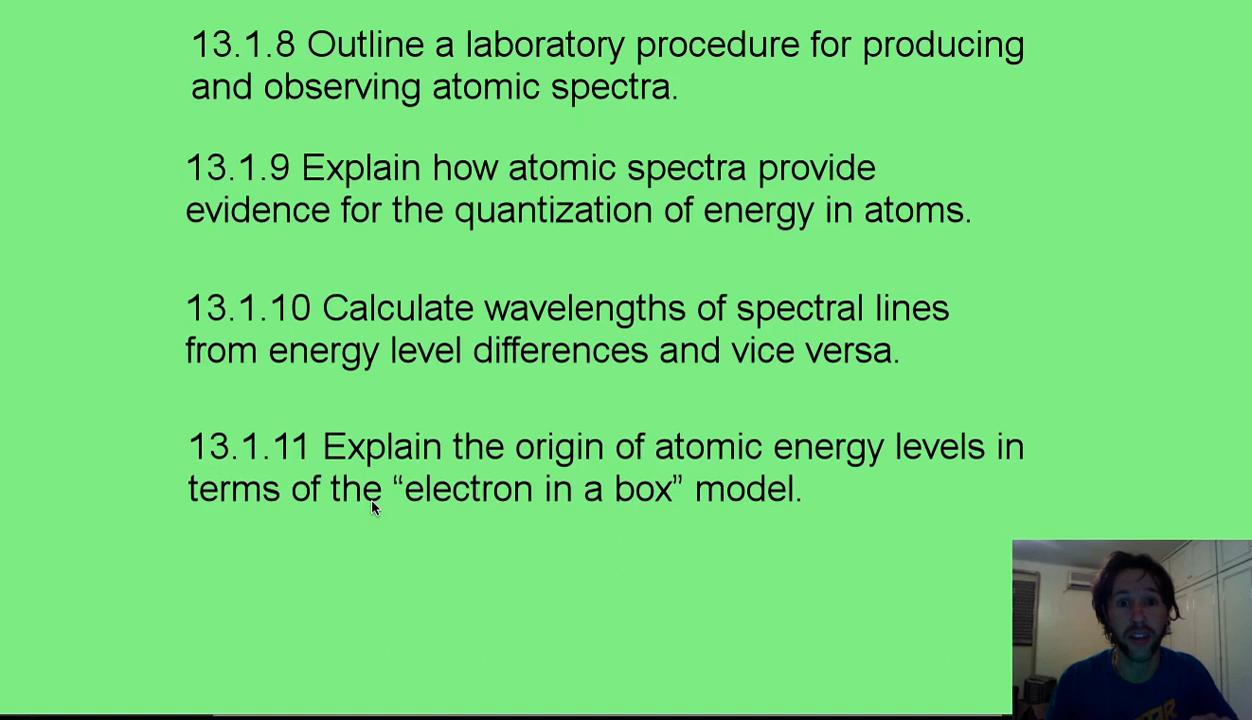 13.1.8 Outline a laboratory procedure for producing
and observing atomic spectra.
13.1.9 Explain how atomic spectra provide
evidence for the quantization of energy in atoms.
13.1.10 Calculate wavelengths of spectral lines
from energy level differences and vice versa.
13.1.11 Explain the origin of atomic energy levels in
terms of the “electron in a box” model.